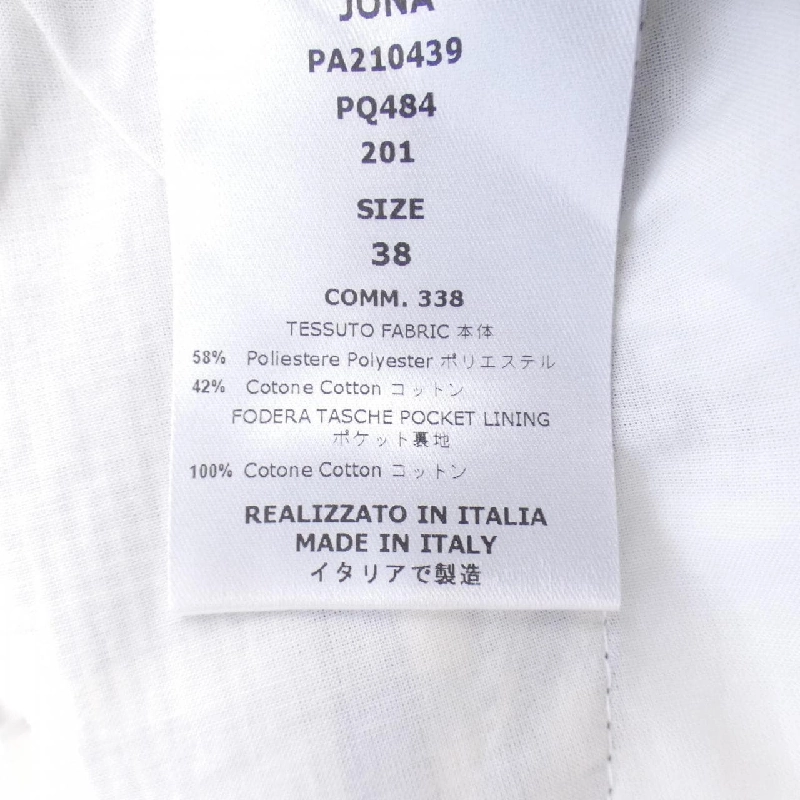 JONA
PA210439
PQ484
201
SIZE
38
COMM. 338
TESSUTO FABRIC 本体
58% Poliestere Polyester ポリエステル
42% Cotone Cotton コットン
FODERA TASCHE POCKET LINING
ポケット裏地
100% Cotone Cotton コットン
REALIZZATO IN ITALIA
MADE IN ITALY
イタリアで製造